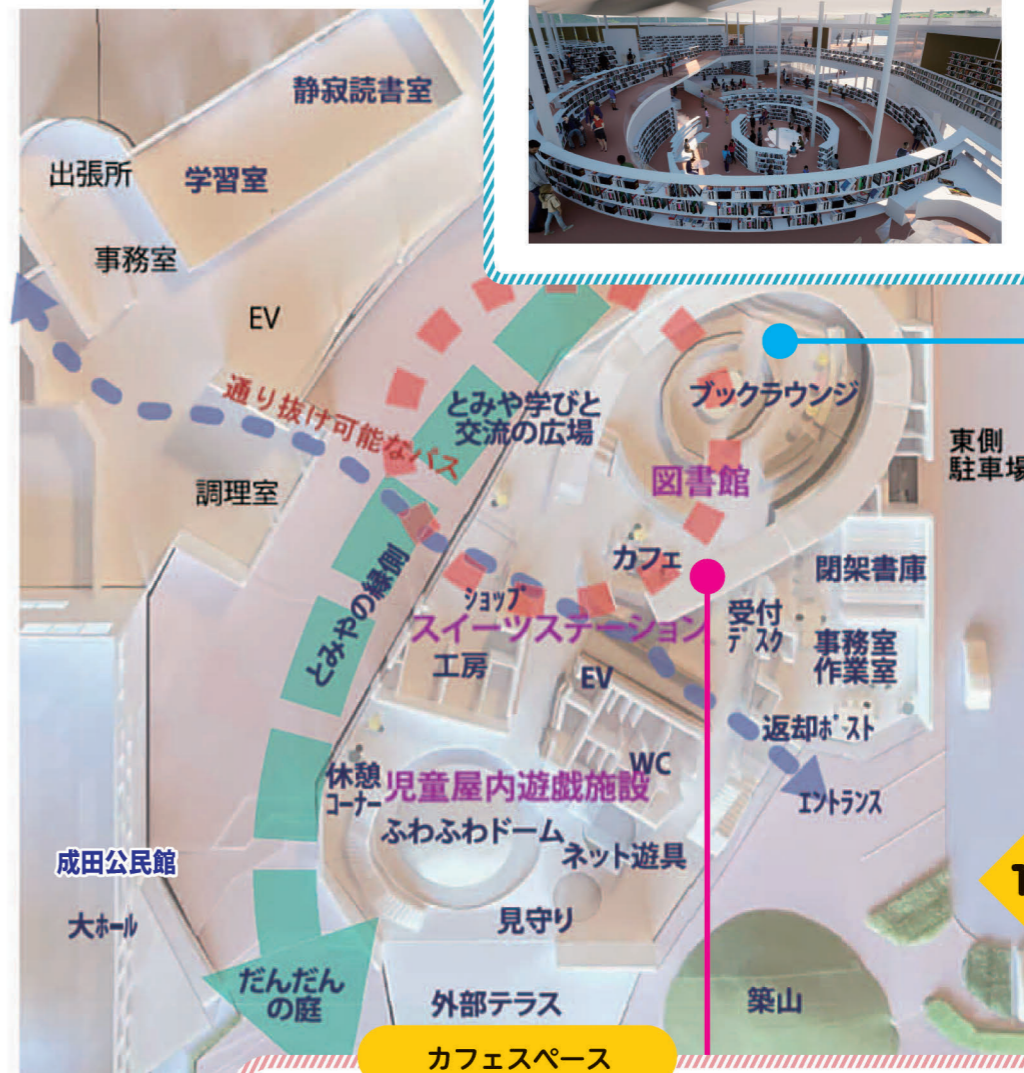 静寂読書室
出張所
学習室
事務室
EV
通り抜け可能なパス
とみや学びと
交流の広場
ブックラウンジ
東側
駐車場
図書館
調理室
とみやの縁側
カフェ
閉架書庫
ショップ
受付
デスク
スイーツステーション
工房
EV
事務室
作業室
返却ポスト
WC
休憩
コーナー
児童屋内遊戯施設
エントランス
ふわふわドーム
ネット遊具
成田公民館
大ホール
見守り
だんだん
の庭
外部テラス
築山
カフェスペース